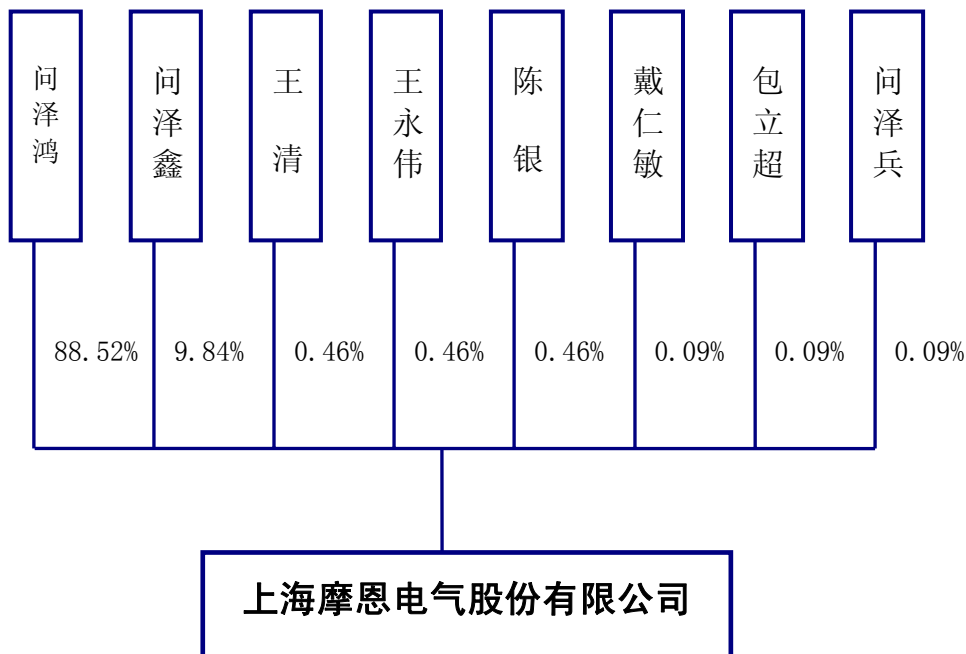 问泽鸿
问泽鑫
王清
王永伟
陈银
戴仁敏
包立超
问泽兵
88.52%
9.84%
0.46%
0.46%
0.46%
0.09%
0.09%
0.09%
上海摩恩电气股份有限公司